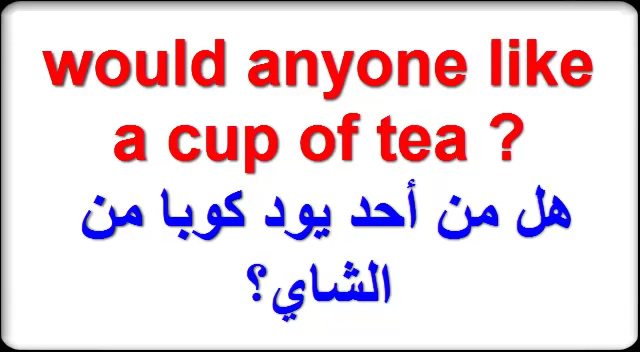 would anyone like
a cup of tea ?
هل من أحد يود كوبا من
الشاي؟